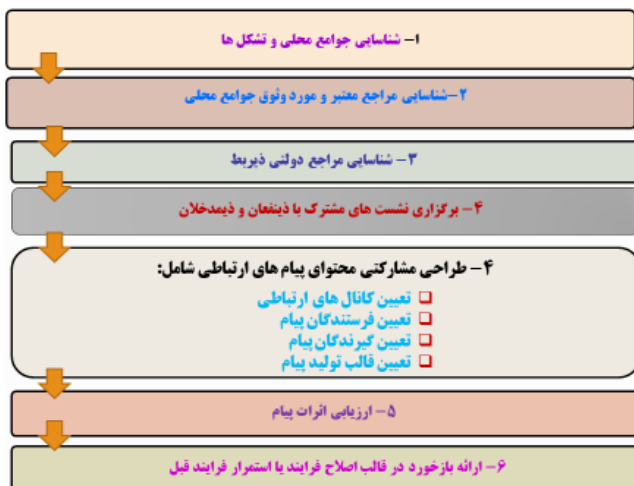 ۱- شناسایی جوامع محلی و تشکل ها
۲-شناسایی مراجع معتبر و مورد وثوق جوامع محلی
۳- شناسایی مراجع دولتی ذیربط
۴- برگزاری نشست های مشترک با ذینفعان و ذیمدخلان
۴- طراحی مشارکتی محتوای پیام های ارتباطی شامل:
❑ تعیین کانال های ارتباطی
❑ تعیین فرستندگان پیام
❑ تعیین گیرندگان پیام
❑ تعیین قالب تولید پیام
۵- ارزیابی اثرات پیام
۶- ارائه بازخورد در قالب اصلاح فرایند یا استمرار فرایند قبل